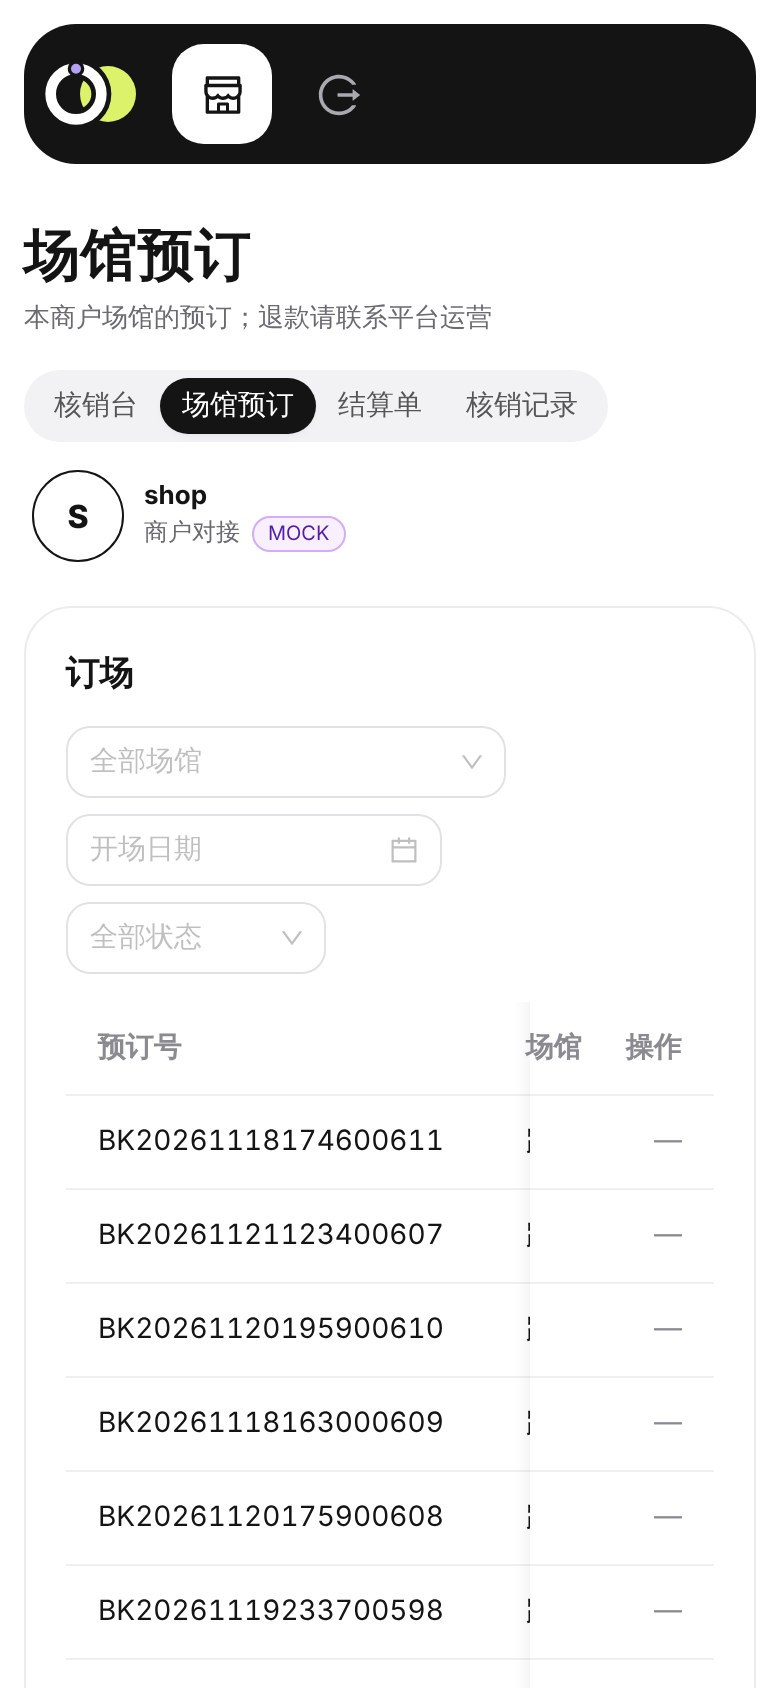 场馆预订
本商户场馆的预订；退款请联系平台运营
核销台 场馆预订 结算单 核销记录
S
shop
商户对接 MOCK
订场
全部场馆
开场日期
全部状态
预订号 场馆 操作
BK20261118174600611 —
BK20261121123400607 —
BK20261120195900610 —
BK20261118163000609 —
BK20261120175900608 —
BK20261119233700598 —